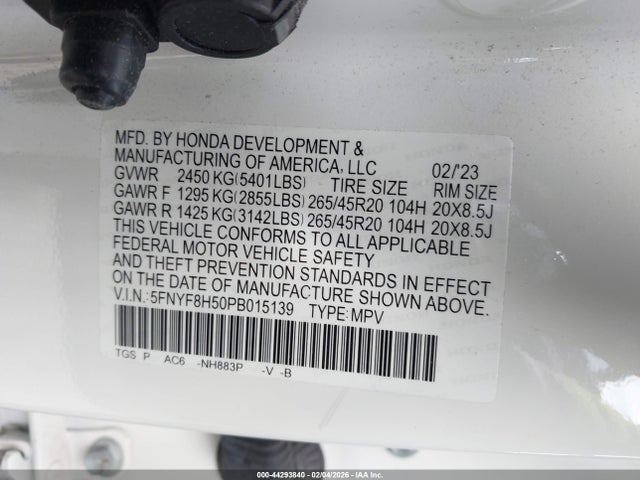 MFD. BY HONDA DEVELOPMENT &
MANUFACTURING OF AMERICA, LLC 02/'23
GVWR 2450 KG(5401LBS) TIRE SIZE RIM SIZE
GAWR F 1295 KG(2855LBS) 265/45R20 104H 20X8.5J
GAWR R 1425 KG(3142LBS) 265/45R20 104H 20X8.5J
THIS VEHICLE CONFORMS TO ALL APPLICABLE
FEDERAL MOTOR VEHICLE SAFETY
AND THEFT PREVENTION STANDARDS IN EFFECT
ON THE DATE OF MANUFACTURE SHOWN ABOVE.
V.I.N.: 5FNYF8H50PB015139 TYPE: MPV
TGS P AC6 -NH883P -V -B
000-44293840 - 02/04/2026 - IAA Inc.